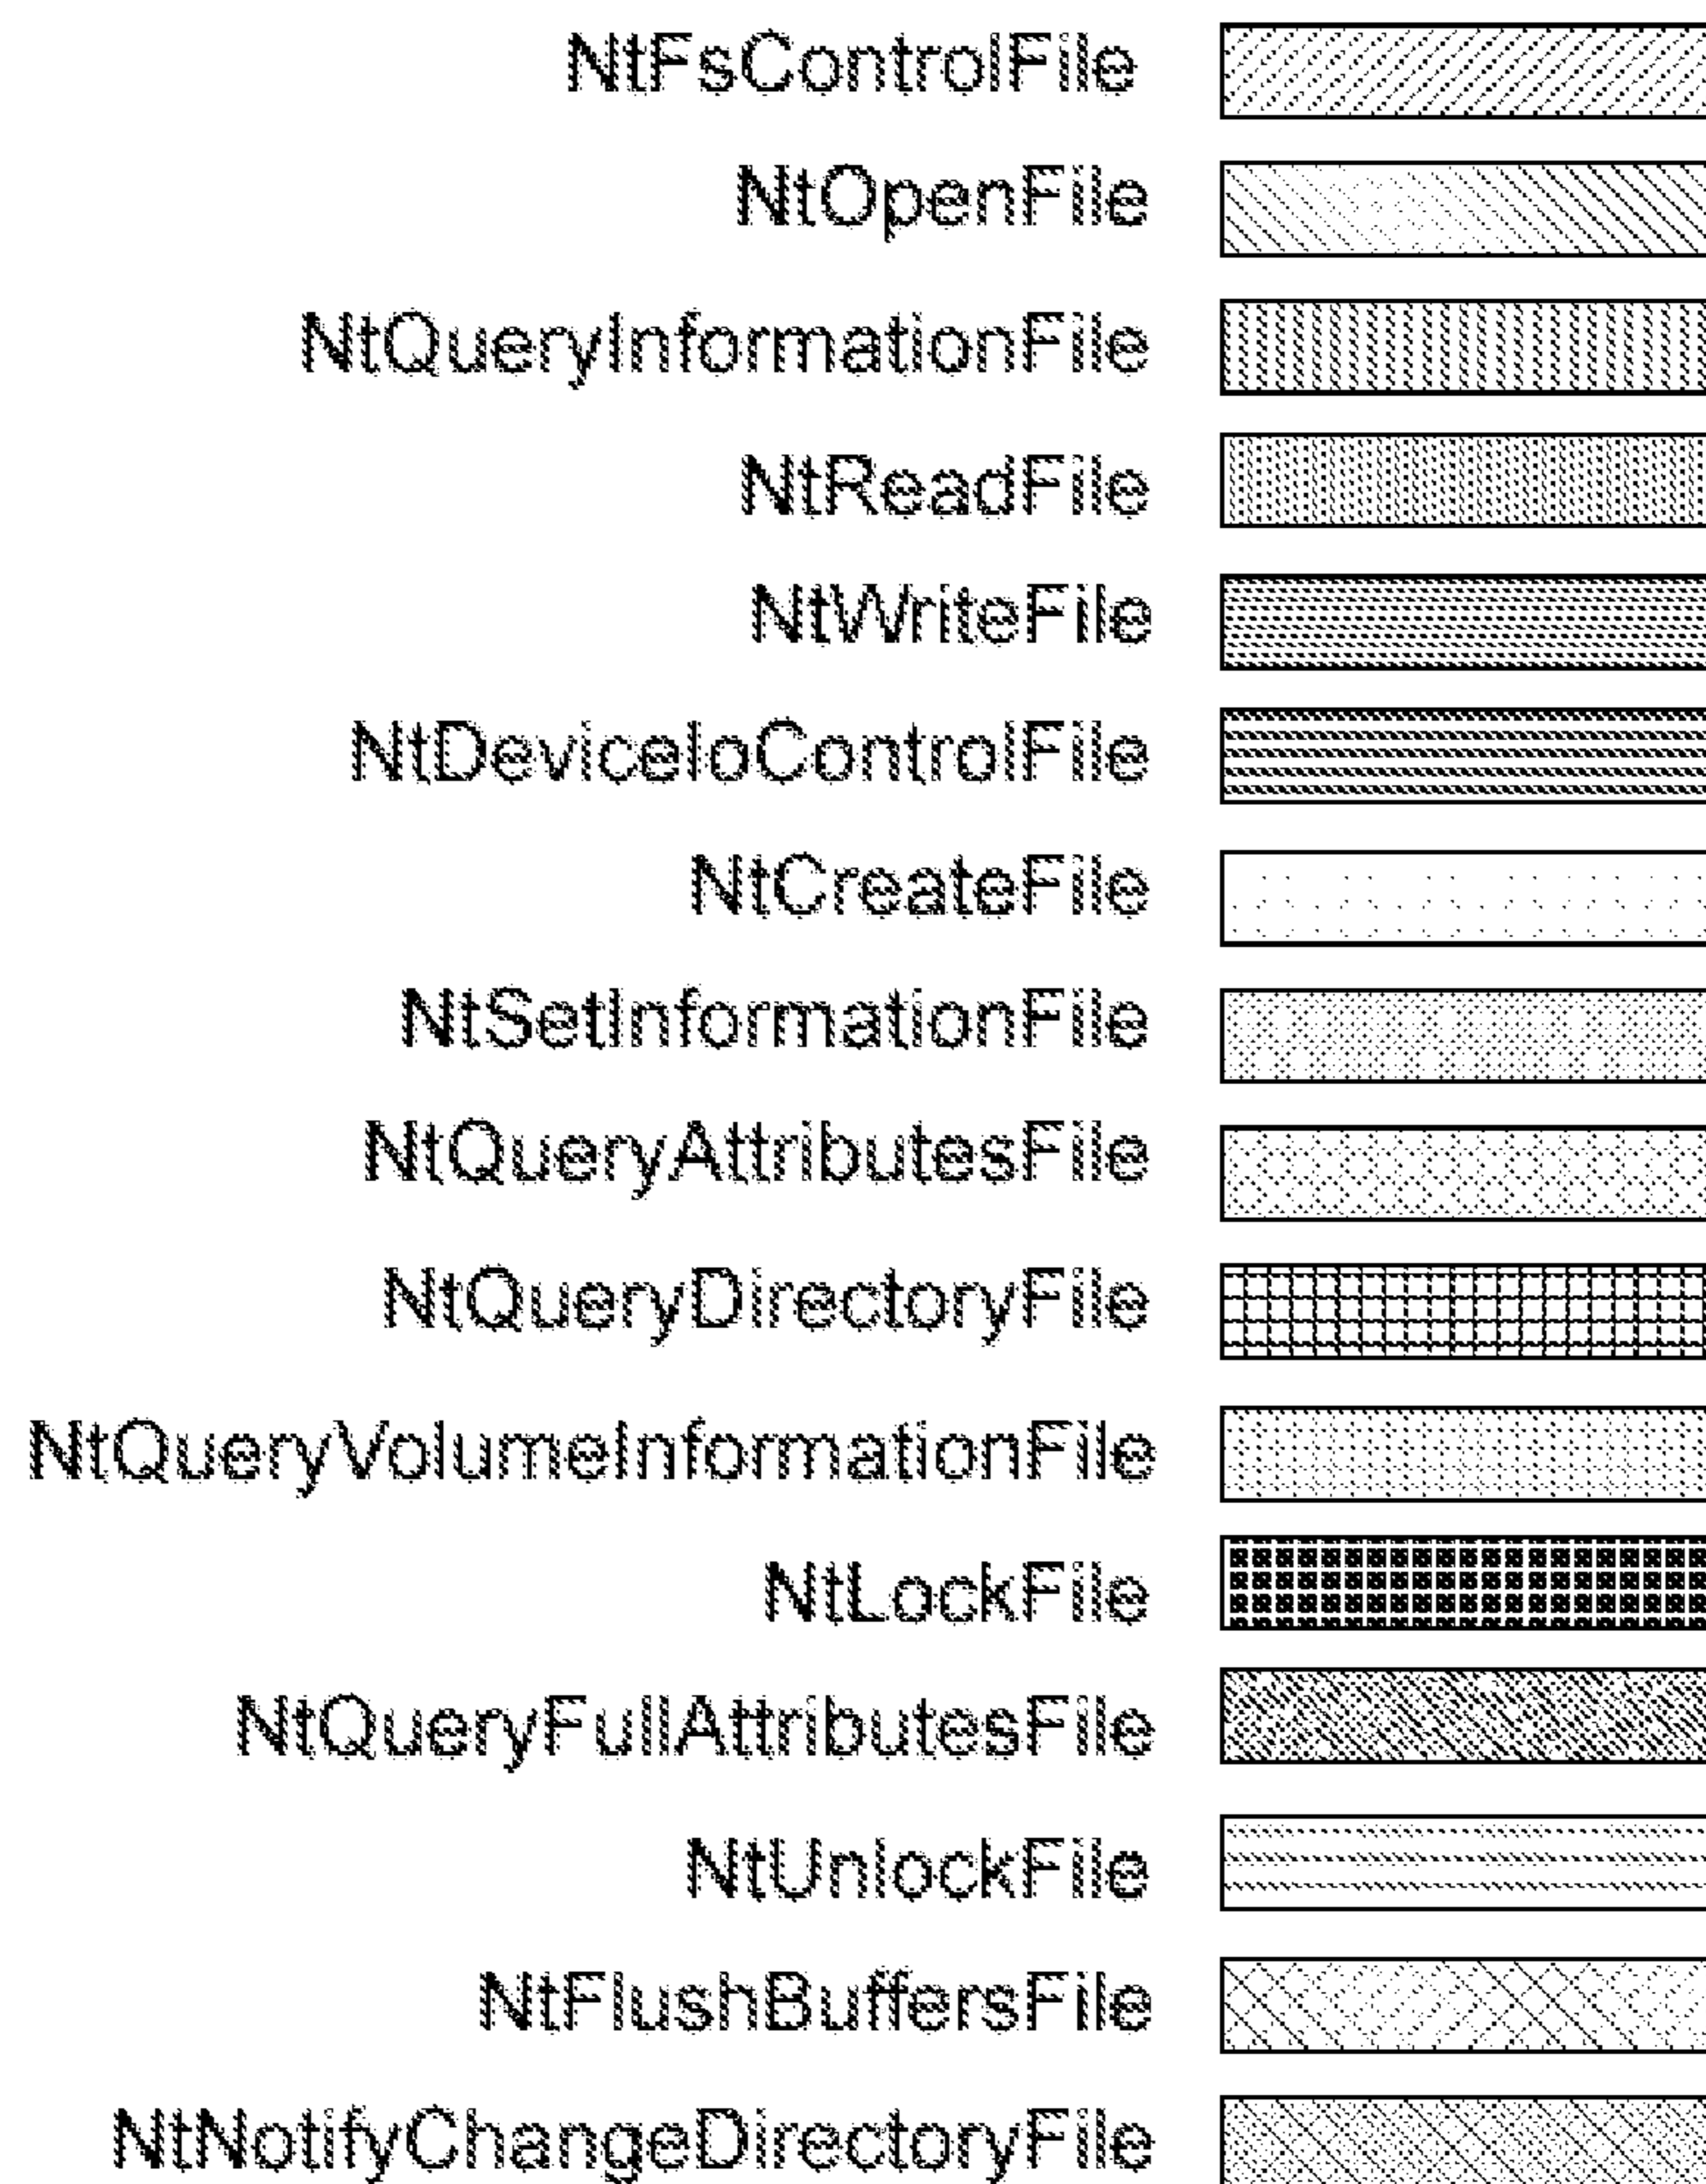 NtFsControlFile
NtOpenFile
NtQueryInformationFile
NtReadFile
NtWriteFile
NtDeviceIoControlFile
NtCreateFile
NtSetInformationFile
NtQueryAttributesFile
NtQueryDirectoryFile
NtQueryVolumeInformationFile
NtLockFile
NtQueryFullAttributesFile
NtUnlockFile
NtFlushBuffersFile
NtNotifyChangeDirectoryFile